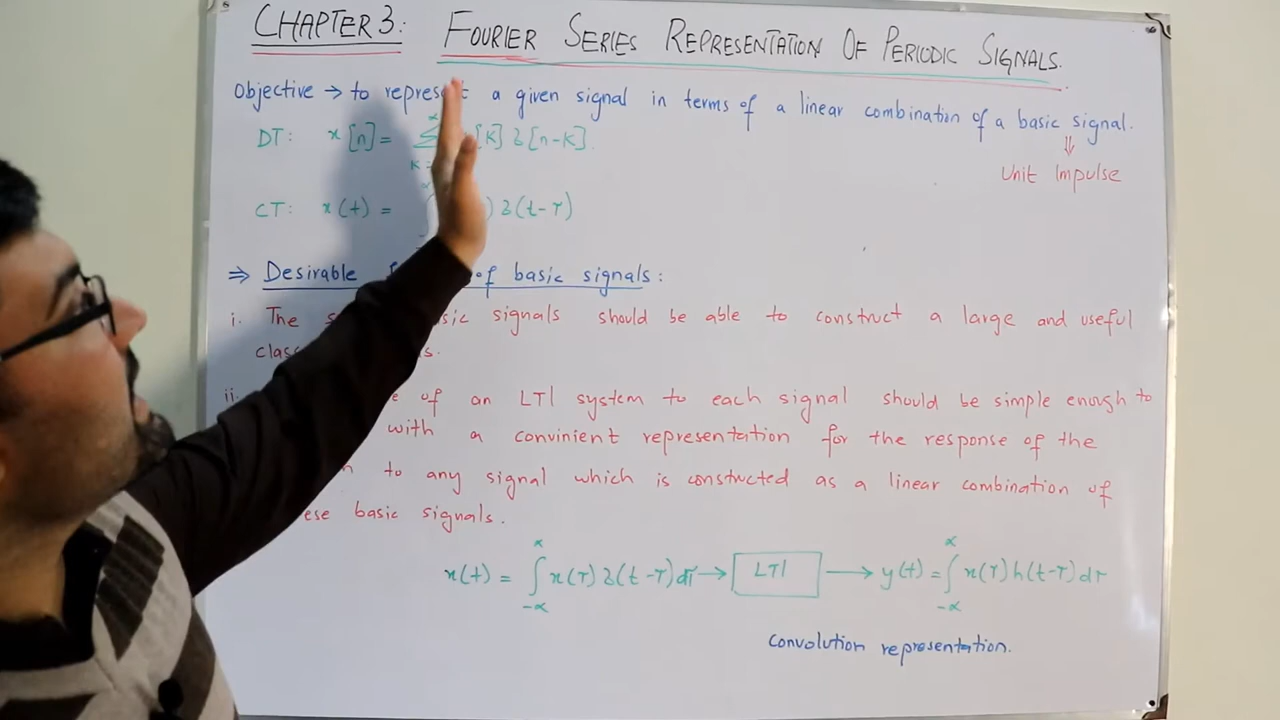 CHAPTER 3: FOURIER SERIES REPRESENTATION OF PERIODIC SIGNALS.
Objective → to represent a given signal in terms of a linear combination of a basic signal.
⇓
Unit Impulse
DT: x[n] = Σ [K] δ[n-K].
CT: x(t) = ) δ(t-τ)
⇒ Desirable of basic signals:
i. The signals should be able to construct a large and useful
ii. of an LTI system to each signal should be simple enough to
with a convinient representation for the response of the
to any signal which is constructed as a linear combination of
basic signals.
x(t) = ∫_{-∞}^{∞} x(τ) δ(t-τ)dτ → LTI → y(t) = ∫_{-∞}^{∞} x(τ) h(t-τ) dτ
Convolution representation.